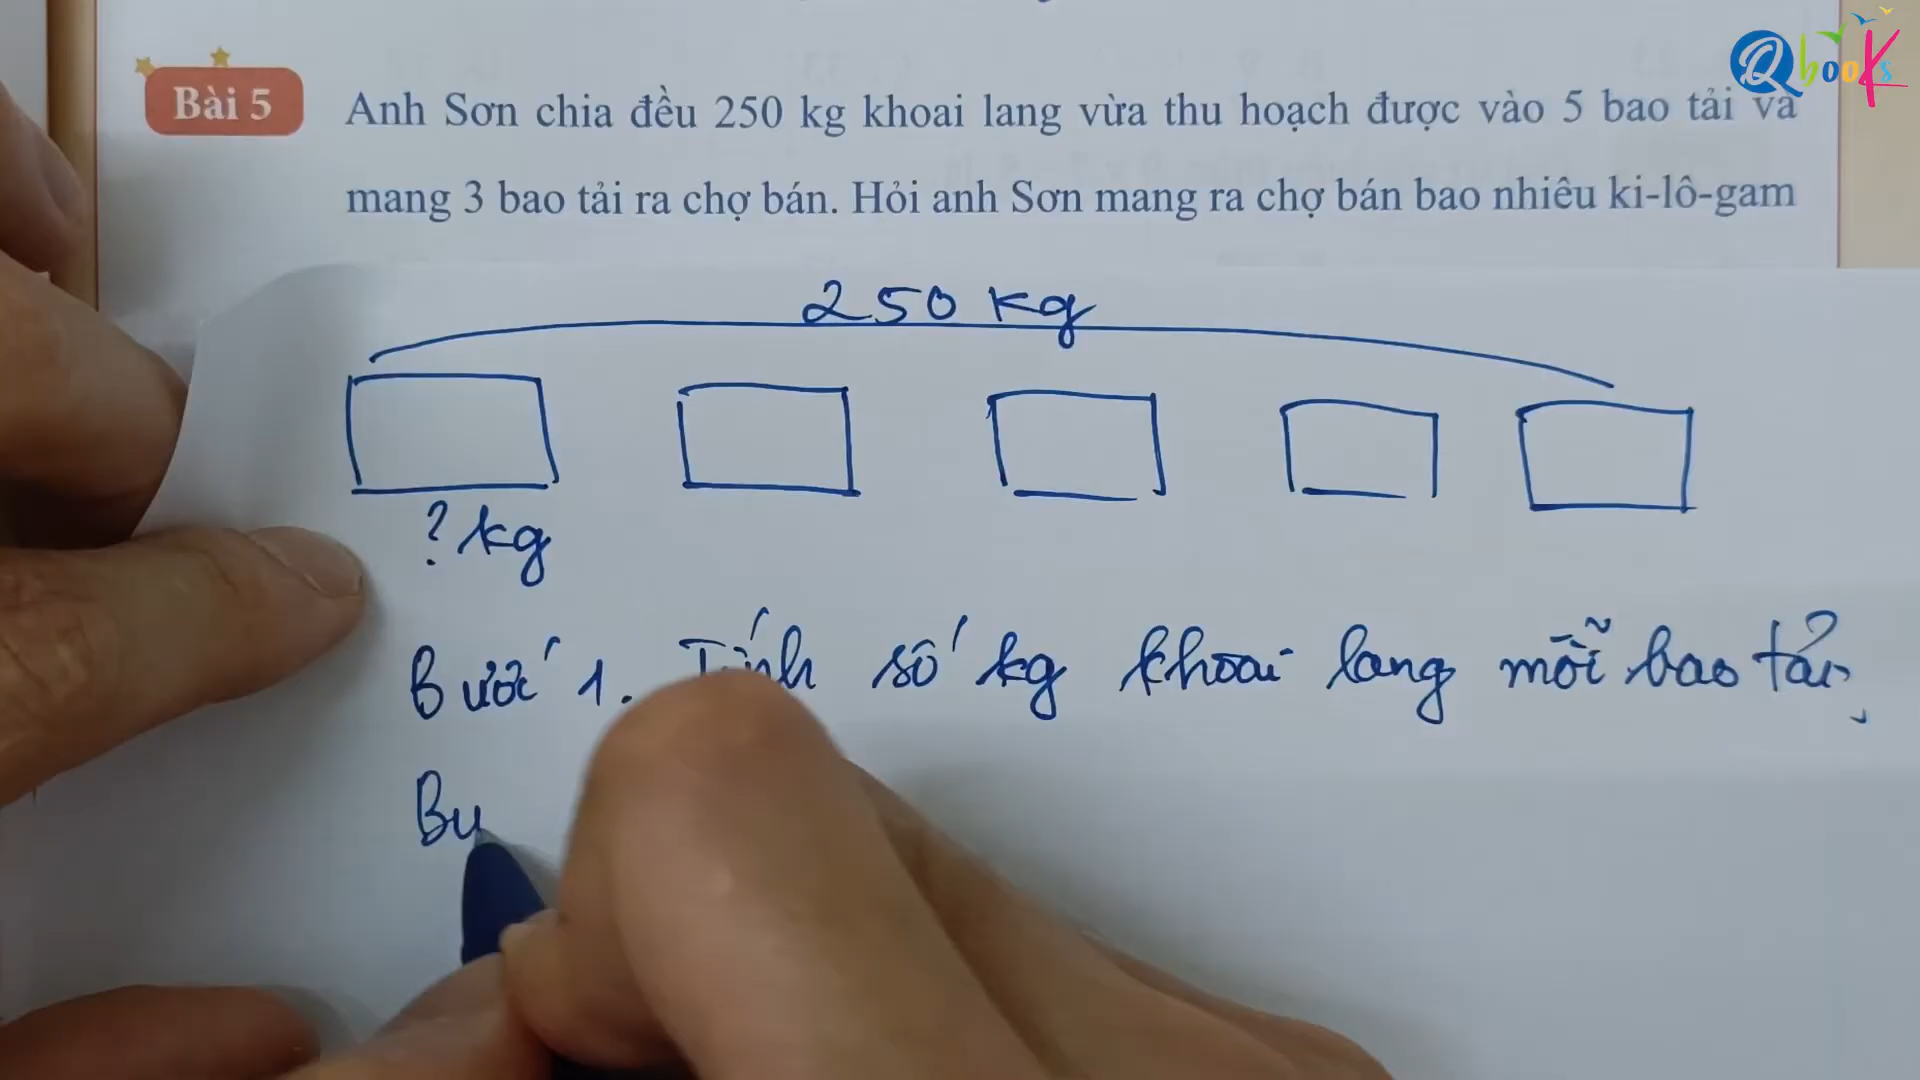 Qbooks
Bài 5
Anh Sơn chia đều 250 kg khoai lang vừa thu hoạch được vào 5 bao tải và
mang 3 bao tải ra chợ bán. Hỏi anh Sơn mang ra chợ bán bao nhiêu ki-lô-gam
250 kg
? kg
Bước 1. Tính số kg khoai lang mỗi bao tải
Bư